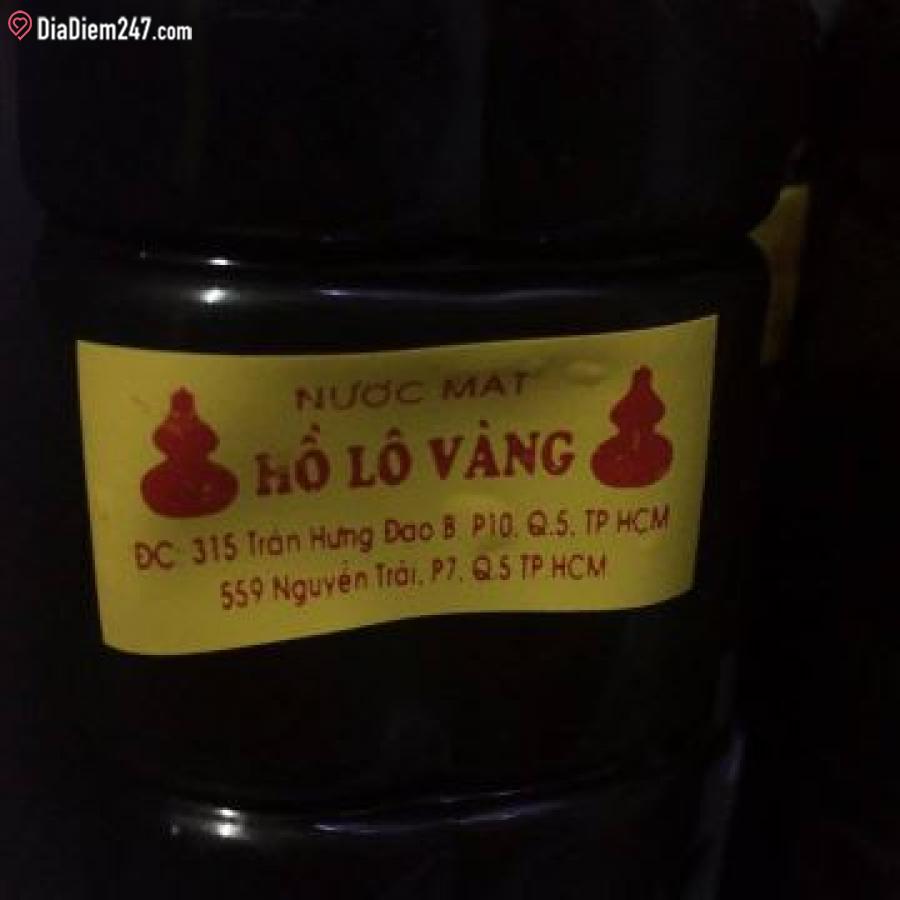 DiaDiem247.com
NƯỚC MÁT
HỒ LÔ VÀNG
ĐC: 315 Trần Hưng Đạo B P10, Q.5, TP HCM
559 Nguyễn Trãi, P7, Q.5 TP.HCM